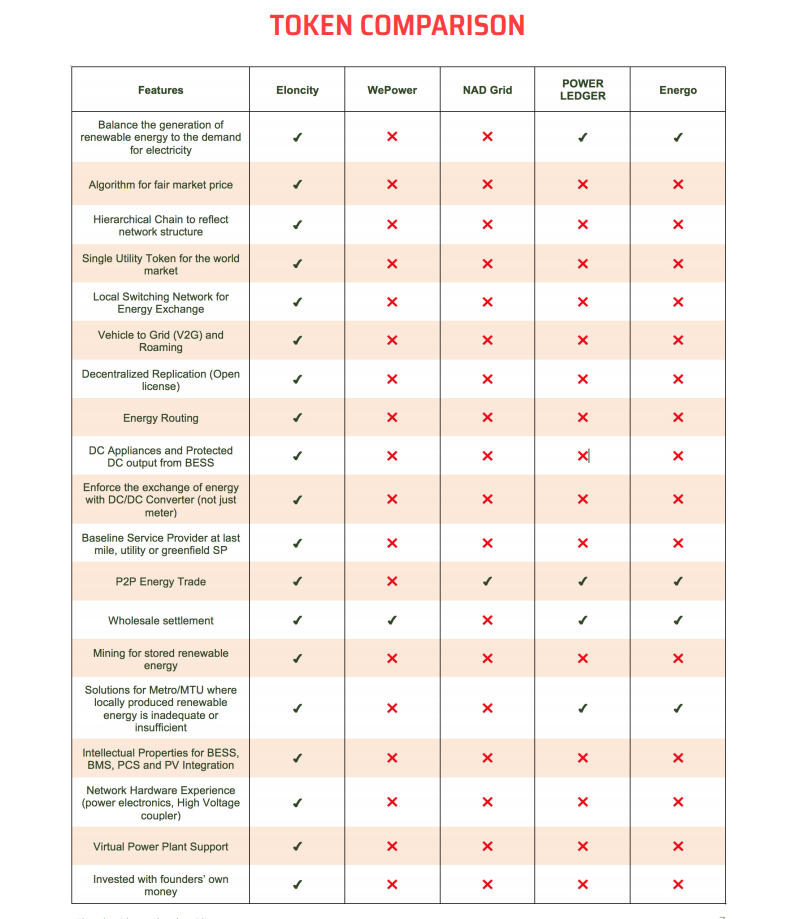 TOKEN COMPARISON
Features Eloncity WePower NAD Grid POWER LEDGER Energo
Balance the generation of
renewable energy to the demand
for electricity ✔ ✕ ✕ ✔ ✔
Algorithm for fair market price ✔ ✕ ✕ ✕ ✕
Hierarchical Chain to reflect
network structure ✔ ✕ ✕ ✕ ✕
Single Utility Token for the world
market ✔ ✕ ✕ ✕ ✕
Local Switching Network for
Energy Exchange ✔ ✕ ✕ ✕ ✕
Vehicle to Grid (V2G) and
Roaming ✔ ✕ ✕ ✕ ✕
Decentralized Replication (Open
license) ✔ ✕ ✕ ✕ ✕
Energy Routing ✔ ✕ ✕ ✕ ✕
DC Appliances and Protected
DC output from BESS ✔ ✕ ✕ ✕ ✕
Enforce the exchange of energy
with DC/DC Converter (not just
meter) ✔ ✕ ✕ ✕ ✕
Baseline Service Provider at last
mile, utility or greenfield SP ✔ ✕ ✕ ✕ ✕
P2P Energy Trade ✔ ✕ ✔ ✔ ✔
Wholesale settlement ✔ ✔ ✕ ✔ ✔
Mining for stored renewable
energy ✔ ✕ ✕ ✕ ✕
Solutions for Metro/MTU where
locally produced renewable
energy is inadequate or
insufficient ✔ ✕ ✕ ✔ ✔
Intellectual Properties for BESS,
BMS, PCS and PV Integration ✔ ✕ ✕ ✕ ✕
Network Hardware Experience
(power electronics, High Voltage
coupler) ✔ ✕ ✕ ✕ ✕
Virtual Power Plant Support ✔ ✕ ✕ ✕ ✕
Invested with founders' own
money ✔ ✕ ✕ ✕ ✕